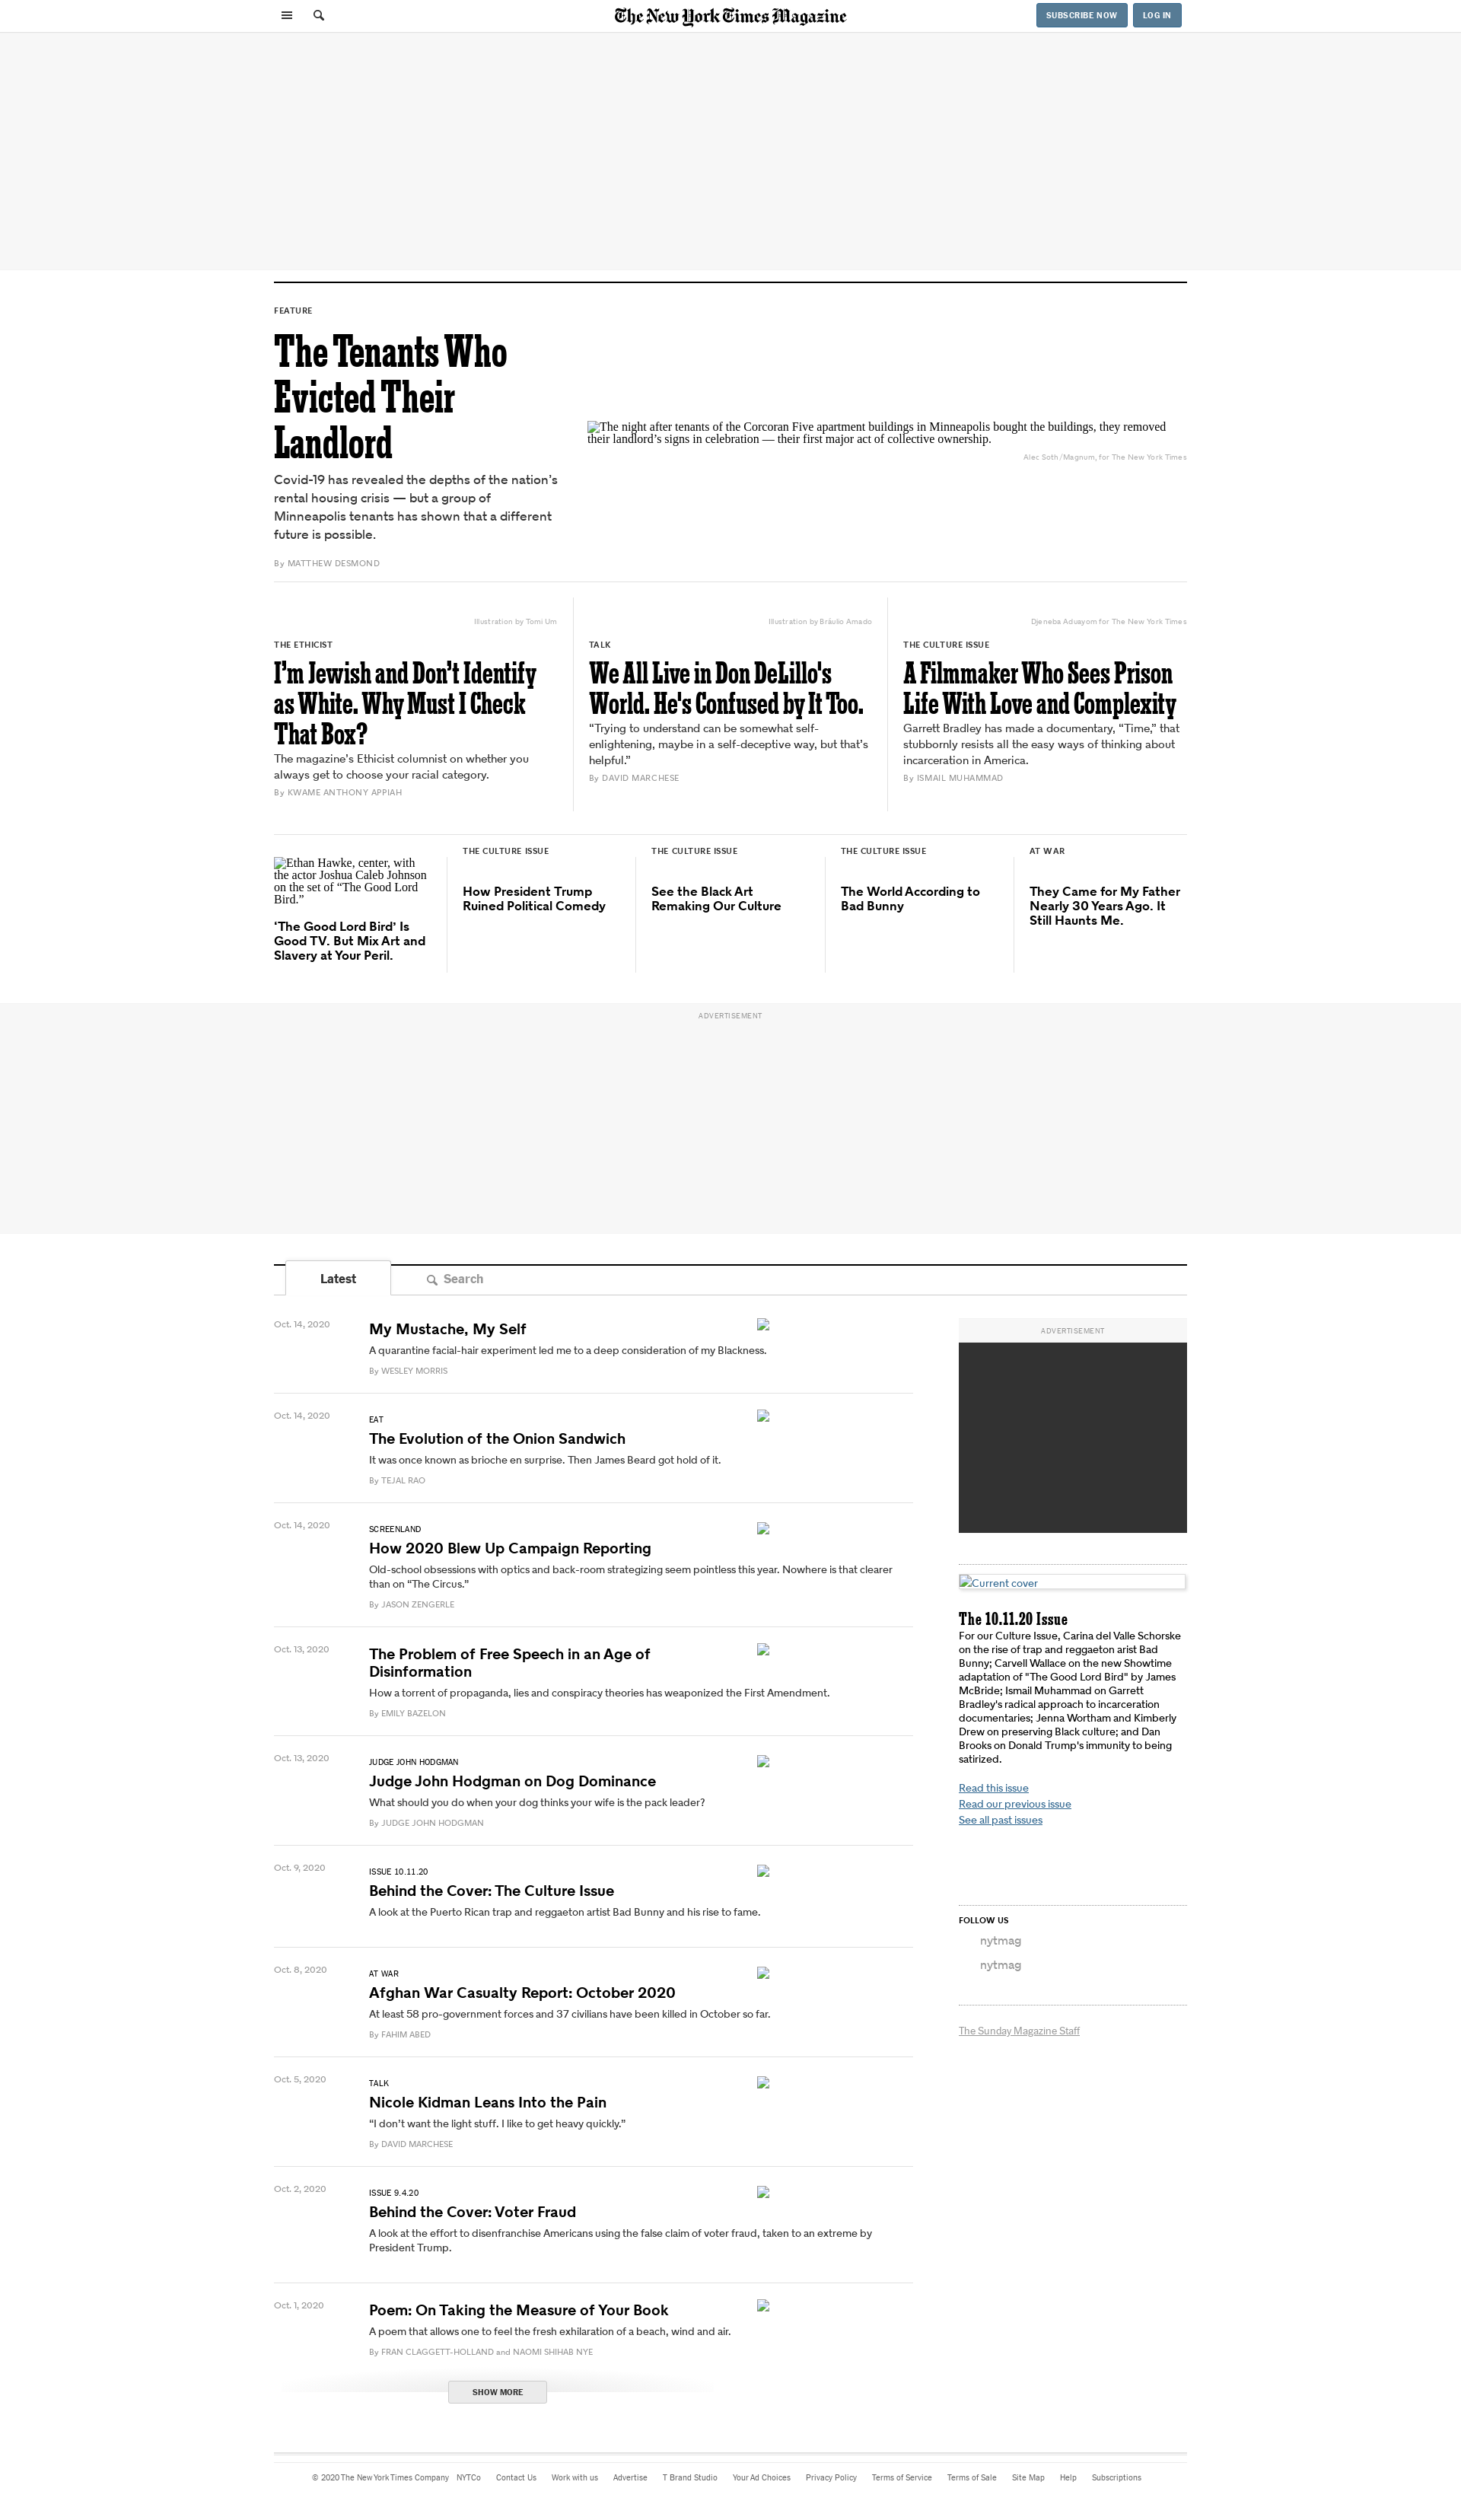 The New York Times Magazine
SUBSCRIBE NOW
LOG IN
FEATURE
The Tenants Who
Evicted Their
Landlord
Covid-19 has revealed the depths of the nation’s
rental housing crisis — but a group of
Minneapolis tenants has shown that a different
future is possible.
By MATTHEW DESMOND
The night after tenants of the Corcoran Five apartment buildings in Minneapolis bought the buildings, they removed
their landlord’s signs in celebration — their first major act of collective ownership.
Alec Soth/Magnum, for The New York Times
Illustration by Tomi Um
THE ETHICIST
I’m Jewish and Don’t Identify
as White. Why Must I Check
That Box?
The magazine’s Ethicist columnist on whether you
always get to choose your racial category.
By KWAME ANTHONY APPIAH
Illustration by Bráulio Amado
TALK
We All Live in Don DeLillo's
World. He's Confused by It Too.
“Trying to understand can be somewhat self-
enlightening, maybe in a self-deceptive way, but that’s
helpful.”
By DAVID MARCHESE
Djeneba Aduayom for The New York Times
THE CULTURE ISSUE
A Filmmaker Who Sees Prison
Life With Love and Complexity
Garrett Bradley has made a documentary, “Time,” that
stubbornly resists all the easy ways of thinking about
incarceration in America.
By ISMAIL MUHAMMAD
Ethan Hawke, center, with
the actor Joshua Caleb Johnson
on the set of “The Good Lord
Bird.”
‘The Good Lord Bird’ Is
Good TV. But Mix Art and
Slavery at Your Peril.
THE CULTURE ISSUE
How President Trump
Ruined Political Comedy
THE CULTURE ISSUE
See the Black Art
Remaking Our Culture
THE CULTURE ISSUE
The World According to
Bad Bunny
AT WAR
They Came for My Father
Nearly 30 Years Ago. It
Still Haunts Me.
ADVERTISEMENT
Latest
Search
Oct. 14, 2020
My Mustache, My Self
A quarantine facial-hair experiment led me to a deep consideration of my Blackness.
By WESLEY MORRIS
Oct. 14, 2020
EAT
The Evolution of the Onion Sandwich
It was once known as brioche en surprise. Then James Beard got hold of it.
By TEJAL RAO
Oct. 14, 2020
SCREENLAND
How 2020 Blew Up Campaign Reporting
Old-school obsessions with optics and back-room strategizing seem pointless this year. Nowhere is that clearer
than on “The Circus.”
By JASON ZENGERLE
Oct. 13, 2020
The Problem of Free Speech in an Age of
Disinformation
How a torrent of propaganda, lies and conspiracy theories has weaponized the First Amendment.
By EMILY BAZELON
Oct. 13, 2020
JUDGE JOHN HODGMAN
Judge John Hodgman on Dog Dominance
What should you do when your dog thinks your wife is the pack leader?
By JUDGE JOHN HODGMAN
Oct. 9, 2020
ISSUE 10.11.20
Behind the Cover: The Culture Issue
A look at the Puerto Rican trap and reggaeton artist Bad Bunny and his rise to fame.
Oct. 8, 2020
AT WAR
Afghan War Casualty Report: October 2020
At least 58 pro-government forces and 37 civilians have been killed in October so far.
By FAHIM ABED
Oct. 5, 2020
TALK
Nicole Kidman Leans Into the Pain
“I don’t want the light stuff. I like to get heavy quickly.”
By DAVID MARCHESE
Oct. 2, 2020
ISSUE 9.4.20
Behind the Cover: Voter Fraud
A look at the effort to disenfranchise Americans using the false claim of voter fraud, taken to an extreme by
President Trump.
Oct. 1, 2020
Poem: On Taking the Measure of Your Book
A poem that allows one to feel the fresh exhilaration of a beach, wind and air.
By FRAN CLAGGETT-HOLLAND and NAOMI SHIHAB NYE
SHOW MORE
ADVERTISEMENT
Current cover
The 10.11.20 Issue
For our Culture Issue, Carina del Valle Schorske
on the rise of trap and reggaeton arist Bad
Bunny; Carvell Wallace on the new Showtime
adaptation of "The Good Lord Bird" by James
McBride; Ismail Muhammad on Garrett
Bradley's radical approach to incarceration
documentaries; Jenna Wortham and Kimberly
Drew on preserving Black culture; and Dan
Brooks on Donald Trump's immunity to being
satirized.
Read this issue
Read our previous issue
See all past issues
FOLLOW US
nytmag
nytmag
The Sunday Magazine Staff
© 2020 The New York Times Company NYTCo Contact Us Work with us Advertise T Brand Studio Your Ad Choices Privacy Policy Terms of Service Terms of Sale Site Map Help Subscriptions